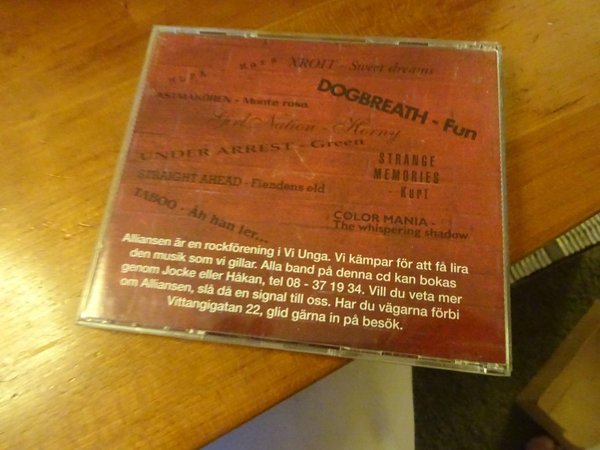 XROIT - Sweet dreams
DOGBREATH - Fun
ASTMAKÖREN - Monte rosa
Girl Nation - Horny
UNDER ARREST - Green
STRANGE
MEMORIES
- Kurt
STRAIGHT AHEAD - Fiendens eld
TABOO - Åh han ler...
COLOR MANIA -
The whispering shadow
Alliansen är en rockförening i Vi Unga. Vi kämpar för att få lira
den musik som vi gillar. Alla band på denna cd kan bokas
genom Jocke eller Håkan, tel 08 - 37 19 34. Vill du veta mer
om Alliansen, slå då en signal till oss. Har du vägarna förbi
Vittangigatan 22, glid gärna in på besök.